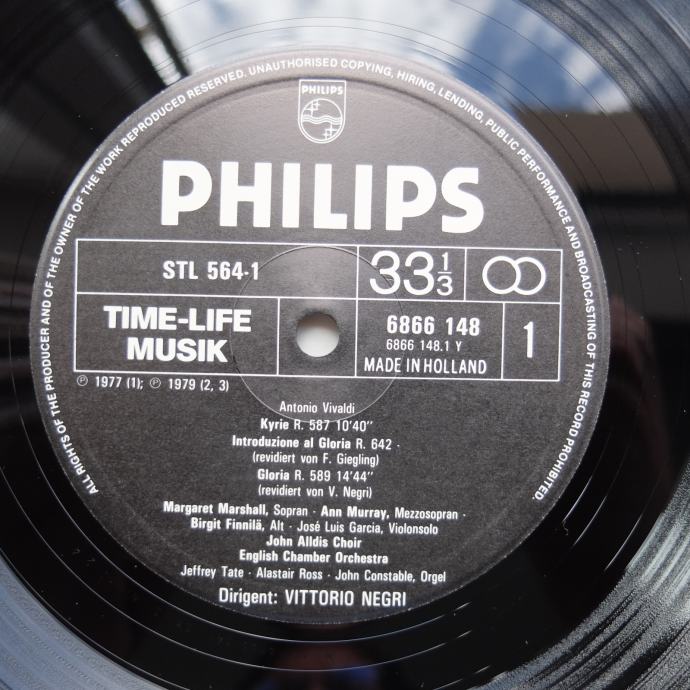 ALL RIGHTS OF THE PRODUCER AND OF THE OWNER OF THE WORK REPRODUCED RESERVED. UNAUTHORISED COPYING, HIRING, LENDING, PUBLIC PERFORMANCE AND BROADCASTING OF THIS RECORD PROHIBITED.
PHILIPS
PHILIPS
STL 564-1
33 1/3
TIME-LIFE
MUSIK
6866 148
6866 148.1 Y
MADE IN HOLLAND
1
℗ 1977 (1); ℗ 1979 (2, 3)
Antonio Vivaldi
Kyrie R. 587 10'40"
Introduzione al Gloria R. 642 ·
(revidiert von F. Giegling)
Gloria R. 589 14'44"
(revidiert von V. Negri)
Margaret Marshall, Sopran · Ann Murray, Mezzosopran ·
Birgit Finnilä, Alt · José Luis Garcia, Violonsolo
John Alldis Choir
English Chamber Orchestra
Jeffrey Tate · Alastair Ross · John Constable, Orgel
Dirigent: VITTORIO NEGRI